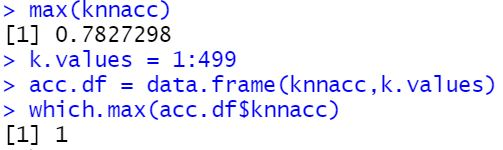 > max(knnacc)
[1] 0.7827298
> k.values = 1:499
> acc.df = data.frame(knnacc,k.values)
> which.max(acc.df$knnacc)
[1] 1